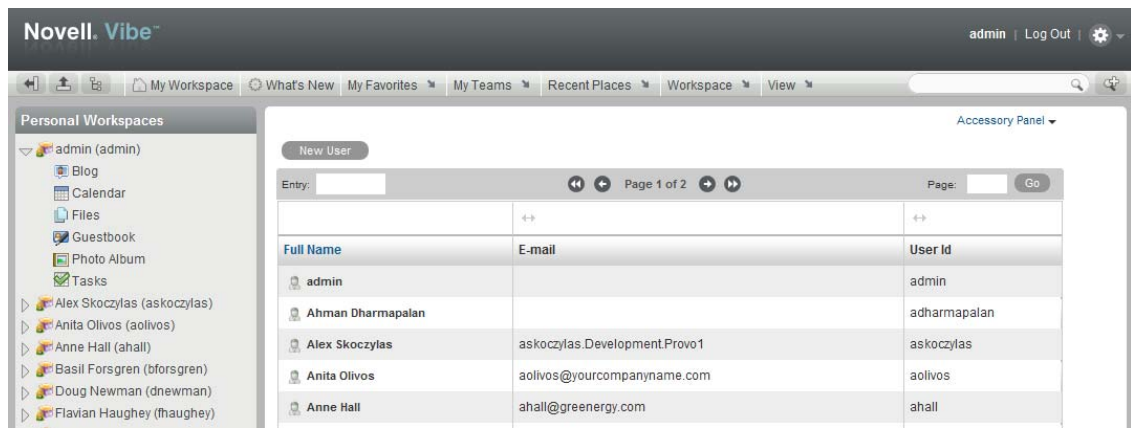 Novell. Vibe™
admin | Log Out |
My Workspace What's New My Favorites My Teams Recent Places Workspace View
Personal Workspaces
admin (admin)
Blog
Calendar
Files
Guestbook
Photo Album
Tasks
Alex Skoczylas (askoczylas)
Anita Olivos (aolivos)
Anne Hall (ahall)
Basil Forsgren (bforsgren)
Doug Newman (dnewman)
Flavian Haughey (fhaughey)
Accessory Panel
New User
Entry: Page 1 of 2 Page: Go
Full Name E-mail User Id
admin admin
Ahman Dharmapalan adharmapalan
Alex Skoczylas askoczylas.Development.Provo1 askoczylas
Anita Olivos aolivos@yourcompanyname.com aolivos
Anne Hall ahall@greenergy.com ahall